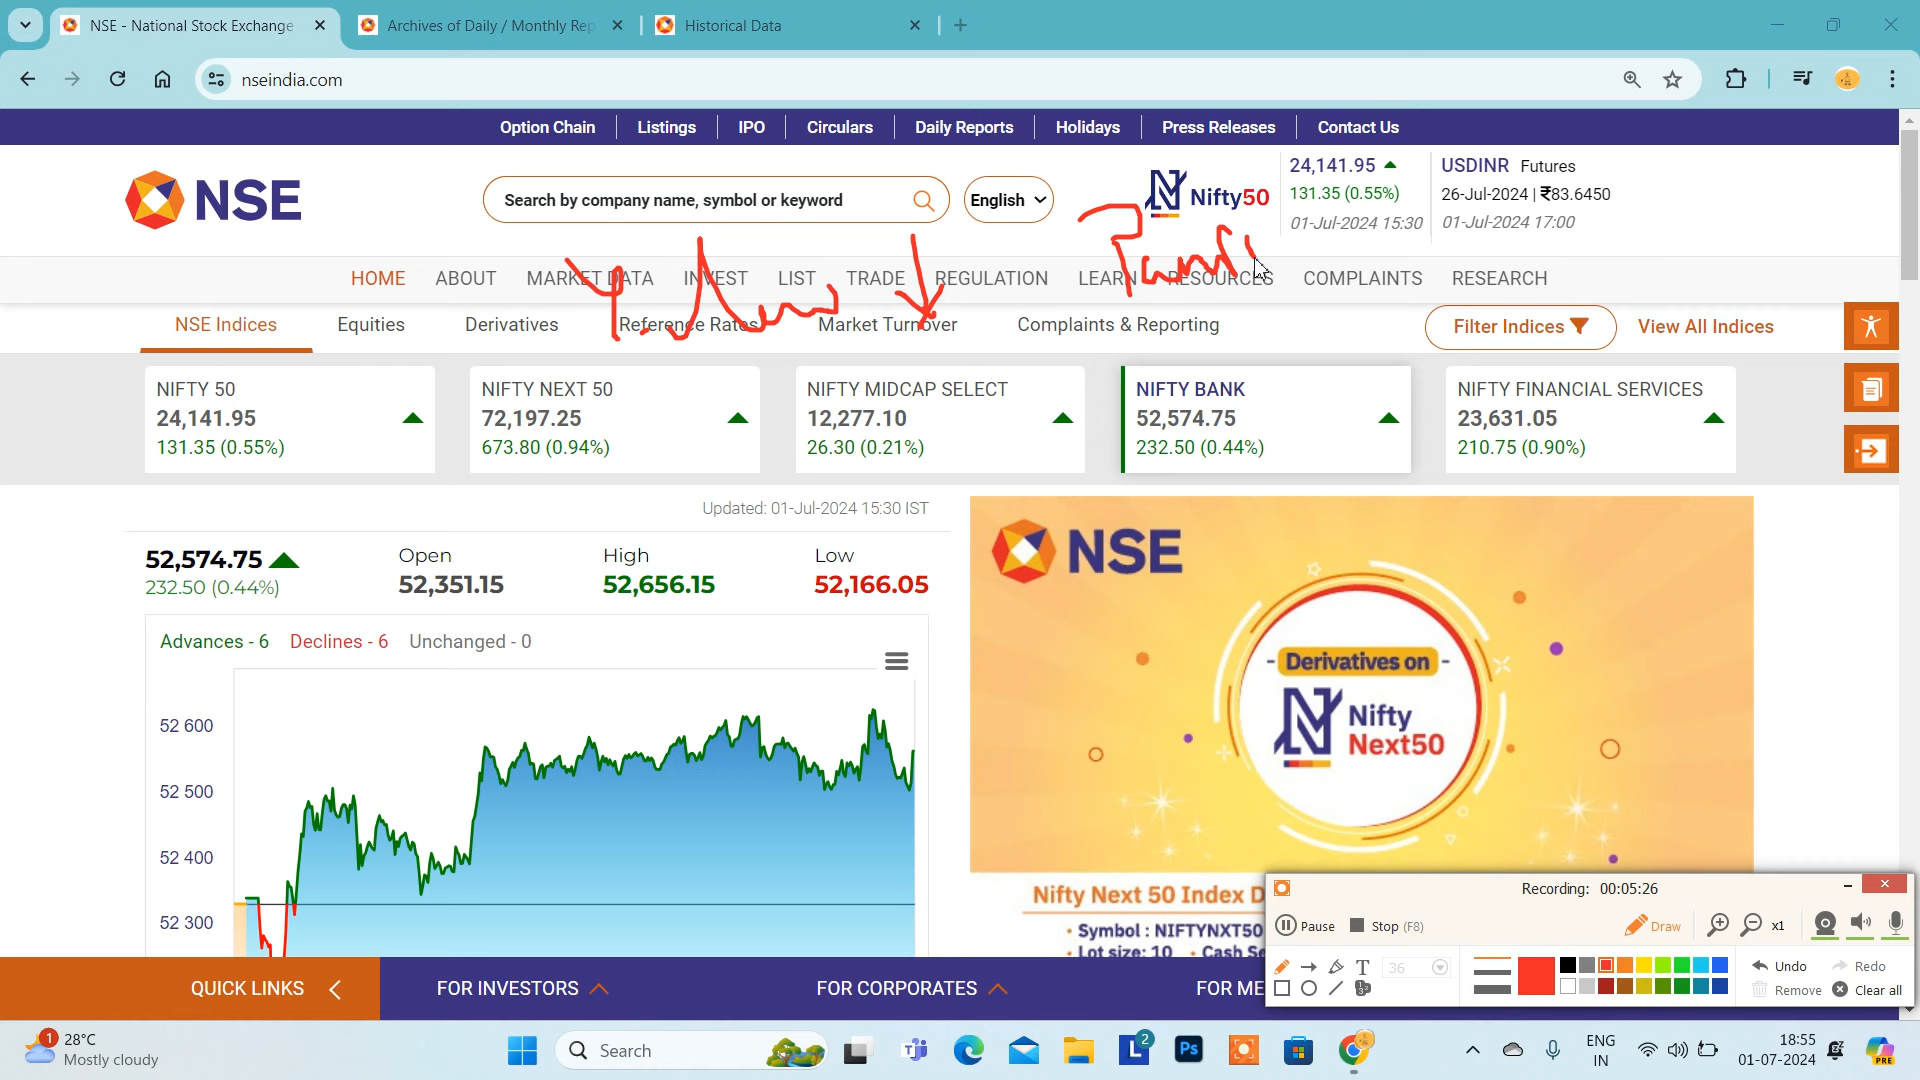 NSE - National Stock Exchange
Archives of Daily / Monthly Rep
Historical Data
nseindia.com
Option Chain
Listings
IPO
Circulars
Daily Reports
Holidays
Press Releases
Contact Us
NSE
Search by company name, symbol or keyword
English
Nifty50
24,141.95
131.35 (0.55%)
01-Jul-2024 15:30
USDINR Futures
26-Jul-2024 | ₹83.6450
01-Jul-2024 17:00
HOME
ABOUT
MARKET DATA
INVEST
LIST
TRADE
REGULATION
LEARN
RESOURCES
COMPLAINTS
RESEARCH
NSE Indices
Equities
Derivatives
Reference Rates
Market Turnover
Complaints & Reporting
Filter Indices
View All Indices
NIFTY 50
24,141.95
131.35 (0.55%)
NIFTY NEXT 50
72,197.25
673.80 (0.94%)
NIFTY MIDCAP SELECT
12,277.10
26.30 (0.21%)
NIFTY BANK
52,574.75
232.50 (0.44%)
NIFTY FINANCIAL SERVICES
23,631.05
210.75 (0.90%)
Updated: 01-Jul-2024 15:30 IST
52,574.75
232.50 (0.44%)
Open
52,351.15
High
52,656.15
Low
52,166.05
Advances - 6
Declines - 6
Unchanged - 0
52 600
52 500
52 400
52 300
NSE
- Derivatives on -
Nifty
Next50
Nifty Next 50 Index D
• Symbol : NIFTYNXT50
• Lot size: 10 • Cash Se
Recording: 00:05:26
Pause
Stop (F8)
Draw
x1
T
36
Undo
Redo
Remove
Clear all
QUICK LINKS
FOR INVESTORS
FOR CORPORATES
FOR ME
1
28°C
Mostly cloudy
Search
L
2
Ps
ENG
IN
18:55
01-07-2024
PRE